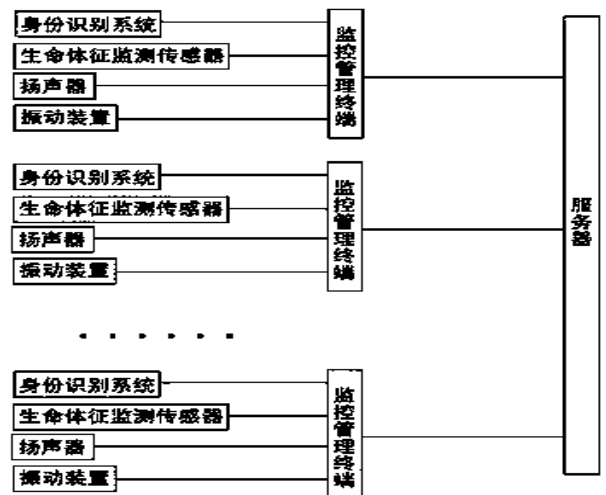 身份识别系统
生命体征监测传感器
扬声器
振动装置
监控管理终端
身份识别系统
生命体征监测传感器
扬声器
振动装置
监控管理终端
服务器
身份识别系统
生命体征监测传感器
扬声器
振动装置
监控管理终端